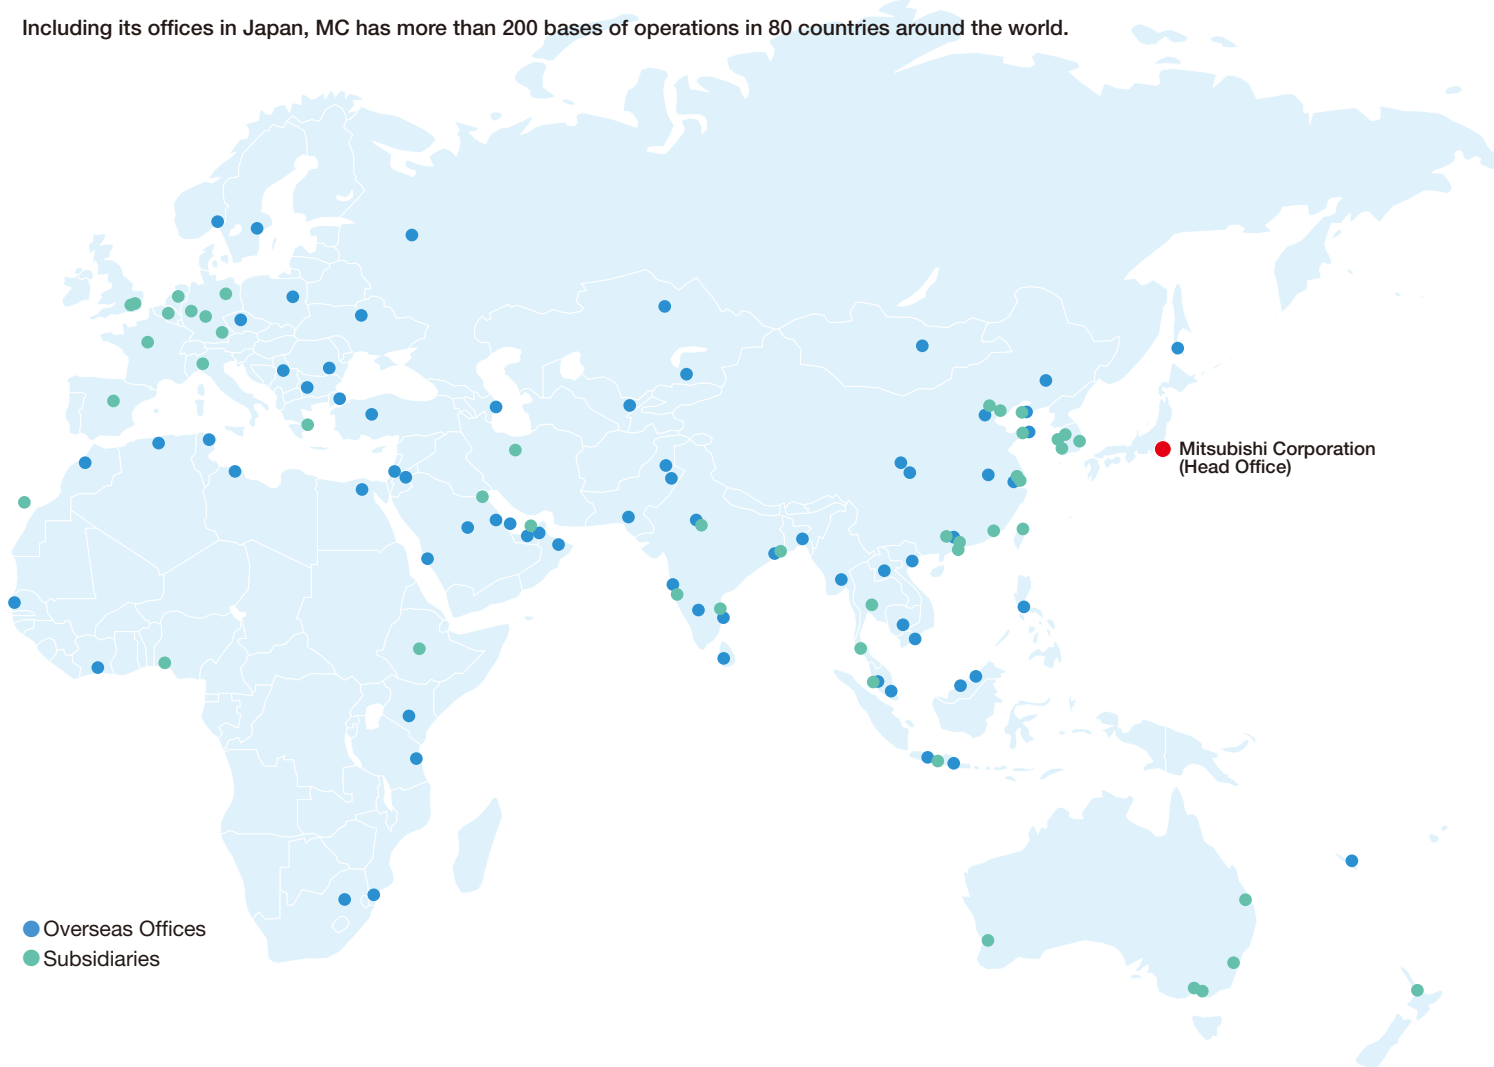 Including its offices in Japan, MC has more than 200 bases of operations in 80 countries around the world.
Mitsubishi Corporation
(Head Office)
Overseas Offices
Subsidiaries